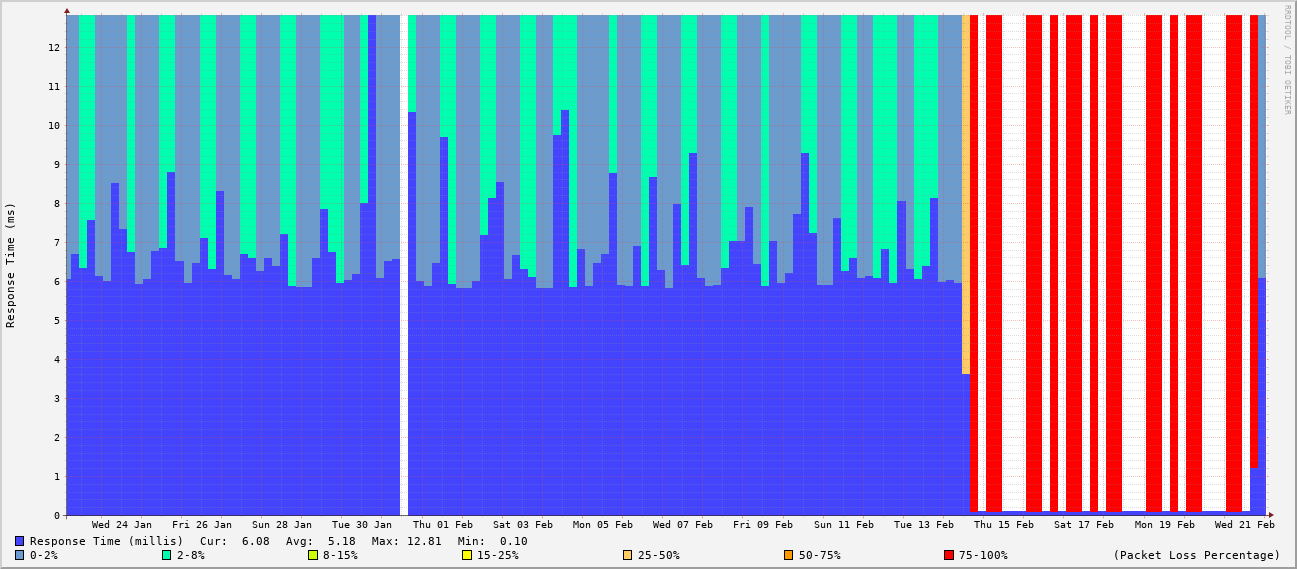 RRDTOOL / TOBI OETIKER
Response Time (ms)
12
11
10
9
8
7
6
5
4
3
2
1
0
Wed 24 Jan Fri 26 Jan Sun 28 Jan Tue 30 Jan Thu 01 Feb Sat 03 Feb Mon 05 Feb Wed 07 Feb Fri 09 Feb Sun 11 Feb Tue 13 Feb Thu 15 Feb Sat 17 Feb Mon 19 Feb Wed 21 Feb
Response Time (millis) Cur: 6.08 Avg: 5.18 Max: 12.81 Min: 0.10
0-2% 2-8% 8-15% 15-25% 25-50% 50-75% 75-100% (Packet Loss Percentage)